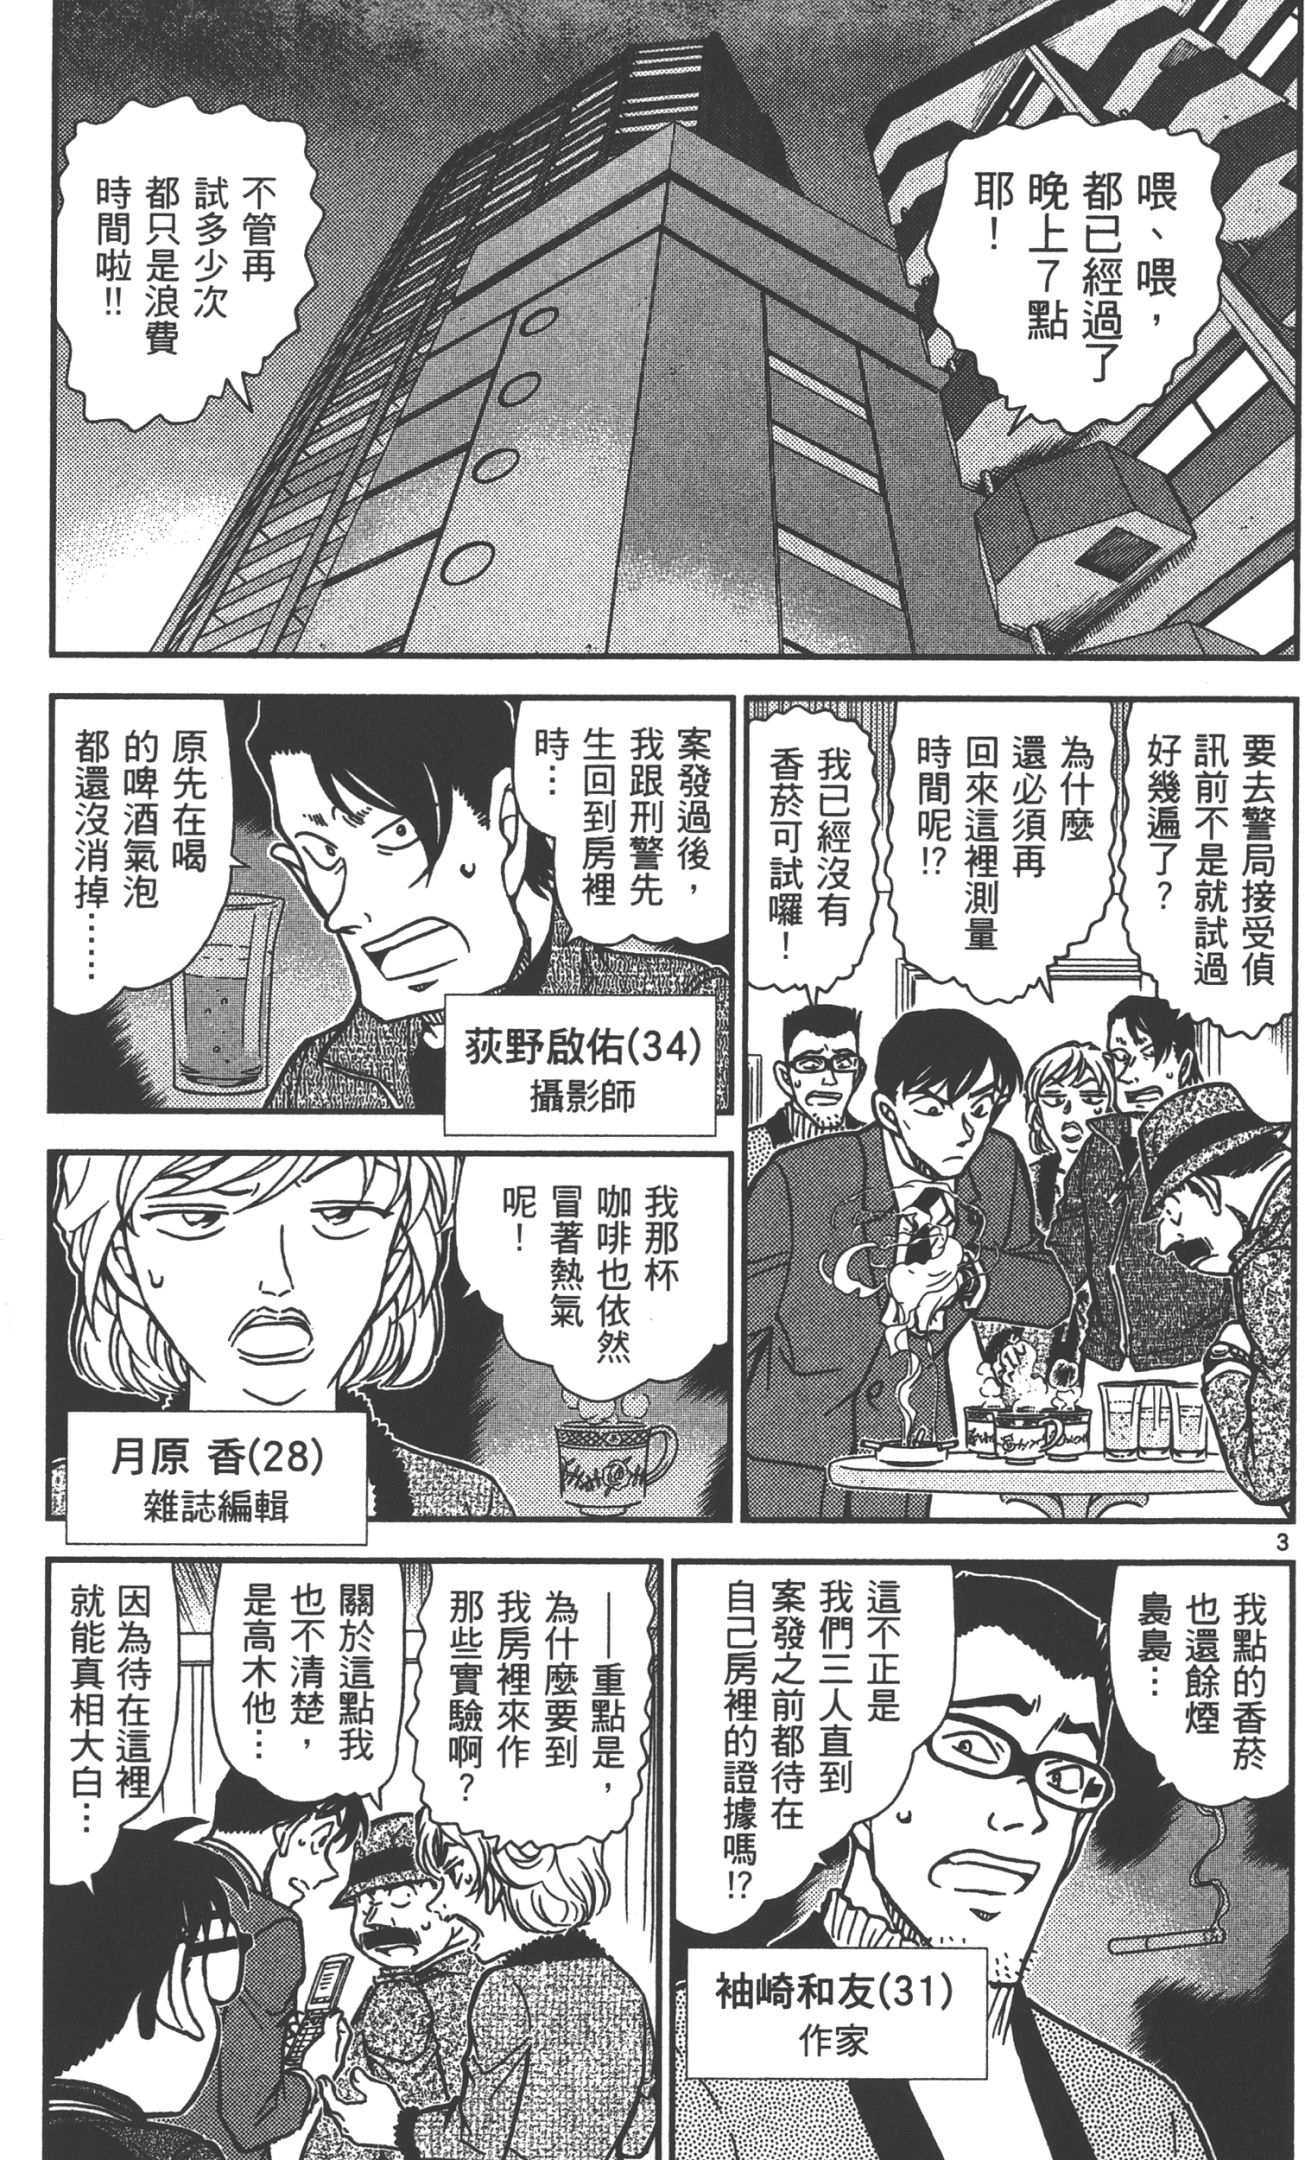 喂、喂，
都已經過了
晚上7點
耶！
不管再
試多少次
都只是浪費
時間啦!!
要去警局接受偵
訊前不是就試過
好幾遍了？
為什麼
還必須再
回來這裡測量
時間呢!?
我已經沒有
香菸可試囉！
案發過後，
我跟刑警先
生回到房裡
時…
原先在喝
的啤酒氣泡
都還沒消掉……
荻野啟佑(34)
攝影師
我那杯
咖啡也依然
冒著熱氣
呢！
月原 香(28)
雜誌編輯
3
我點的香菸
也還餘煙
裊裊…
這不正是
我們三人直到
案發之前都待在
自己房裡的證據嗎!?
袖崎和友(31)
作家
——重點是，
為什麼要到
我房裡來作
那些實驗啊？
關於這點我
也不清楚，
是高木他…
因為待在這裡
就能真相大白…